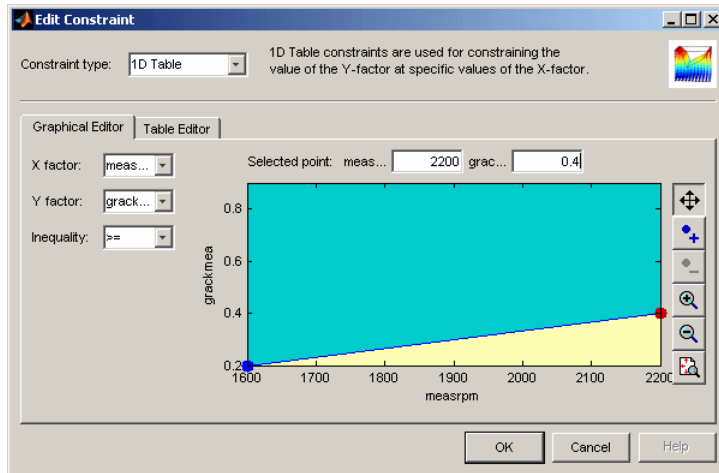 Edit Constraint
Constraint type: 1D Table
1D Table constraints are used for constraining the
value of the Y-factor at specific values of the X-factor.
Graphical Editor Table Editor
X factor: meas...
Y factor: grack...
Inequality: >=
Selected point: meas... 2200 grac... 0.4
0.8
0.6
0.4
0.2
grackmea
1600 1700 1800 1900 2000 2100 2200
measrpm
OK Cancel Help